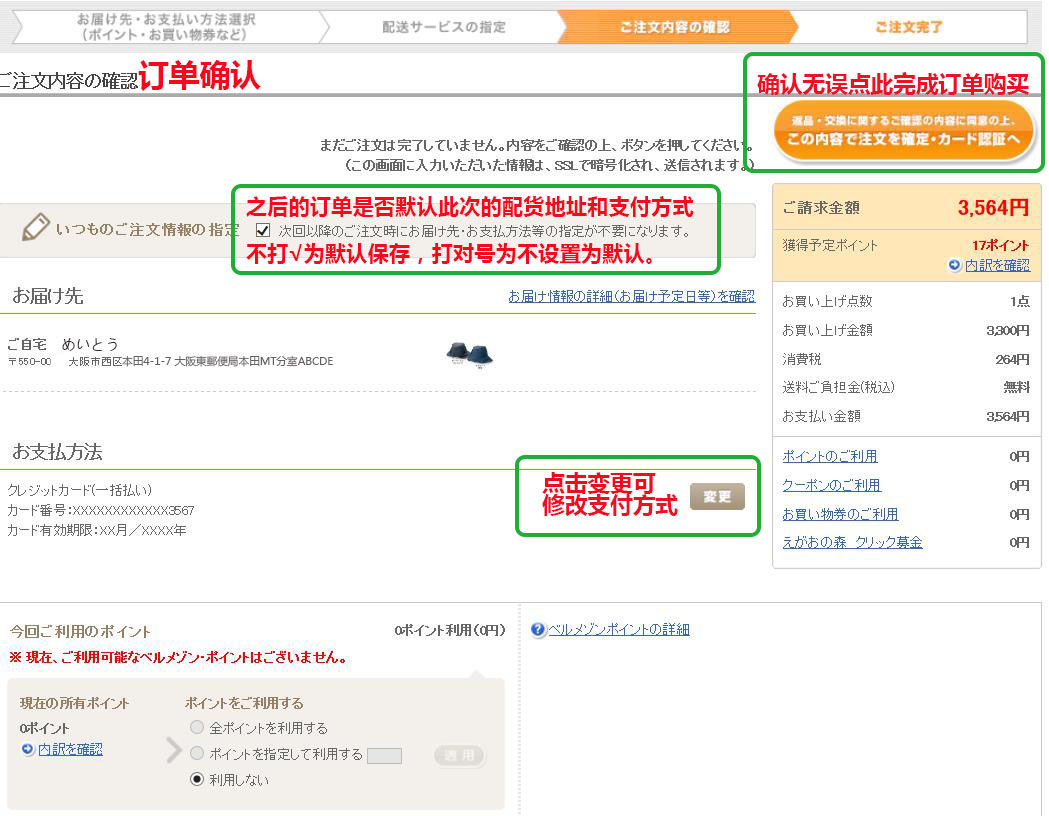 お届け先・お支払い方法選択
(ポイント・お買い物券など)
配送サービスの指定
ご注文内容の確認
ご注文完了
ご注文内容の確認订单确认
确认无误点此完成订单购买
返品・交換に関するご確認の内容に同意の上、
この内容で注文を確定・カード認証へ
まだご注文は完了していません。内容をご確認の上、ボタンを押してください。
(この画面に入力いただいた情報は、SSLで暗号化され、送信されます。)
之后的订单是否默认此次的配货地址和支付方式
いつものご注文情報の指定
次回以降のご注文時にお届け先・お支払方法等の指定が不要になります。
不打√为默认保存，打对号为不设置为默认。
ご請求金額
3,564円
獲得予定ポイント
17ポイント
内訳を確認
お買い上げ点数
1点
お買い上げ金額
3,300円
消費税
264円
送料ご負担金(税込)
無料
お支払い金額
3,564円
ポイントのご利用
0円
クーポンのご利用
0円
お買い物券のご利用
0円
えがおの森 クリック募金
0円
お届け先
お届け情報の詳細(お届け予定日等)を確認
ご自宅 めいとう
〒550-00 大阪市西区本田4-1-7 大阪東郵便局本田MT分室ABCDE
お支払方法
クレジットカード(一括払い)
カード番号:XXXXXXXXXXXXX3567
カード有効期限:XX月／XXXX年
点击变更可
修改支付方式
変更
今回ご利用のポイント
0ポイント利用(0円)
※ 現在、ご利用可能なベルメゾン・ポイントはございません。
現在の所有ポイント
0ポイント
内訳を確認
ポイントをご利用する
全ポイントを利用する
ポイントを指定して利用する
適用
利用しない
ベルメゾンポイントの詳細